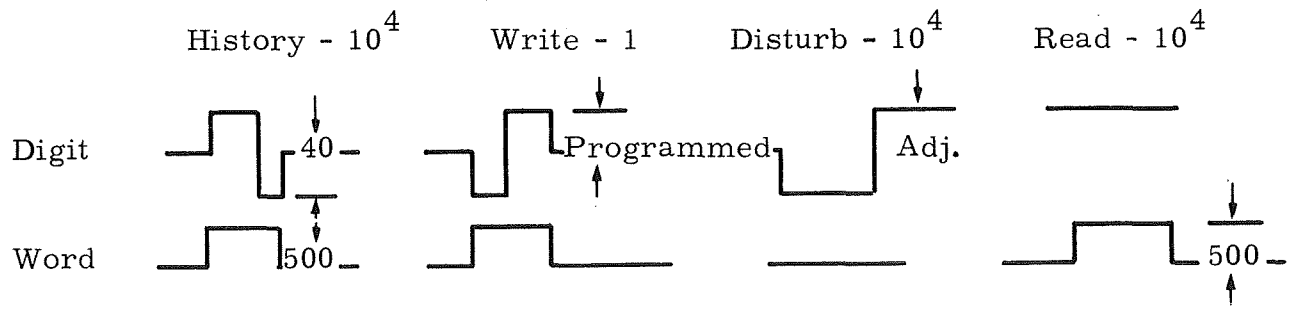 History - 10^4 Write - 1 Disturb - 10^4 Read - 10^4
Digit 40 Programmed Adj.
Word 500 500